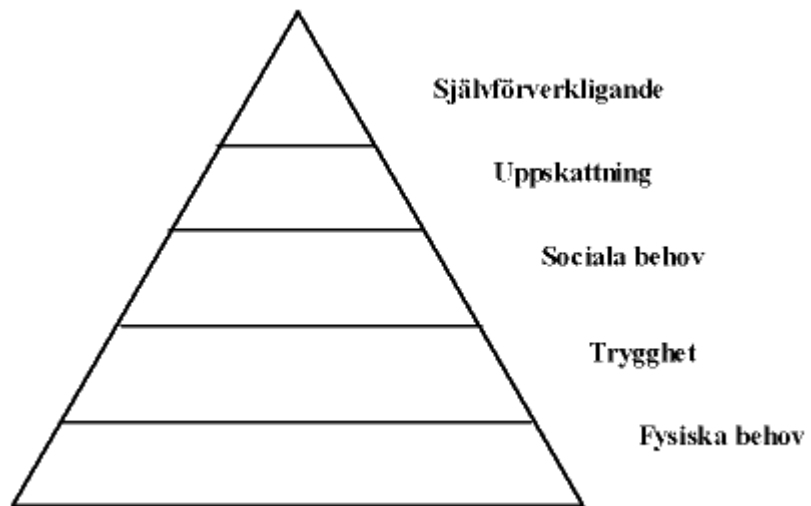 Självförverkligande
Uppskattning
Sociala behov
Trygghet
Fysiska behov